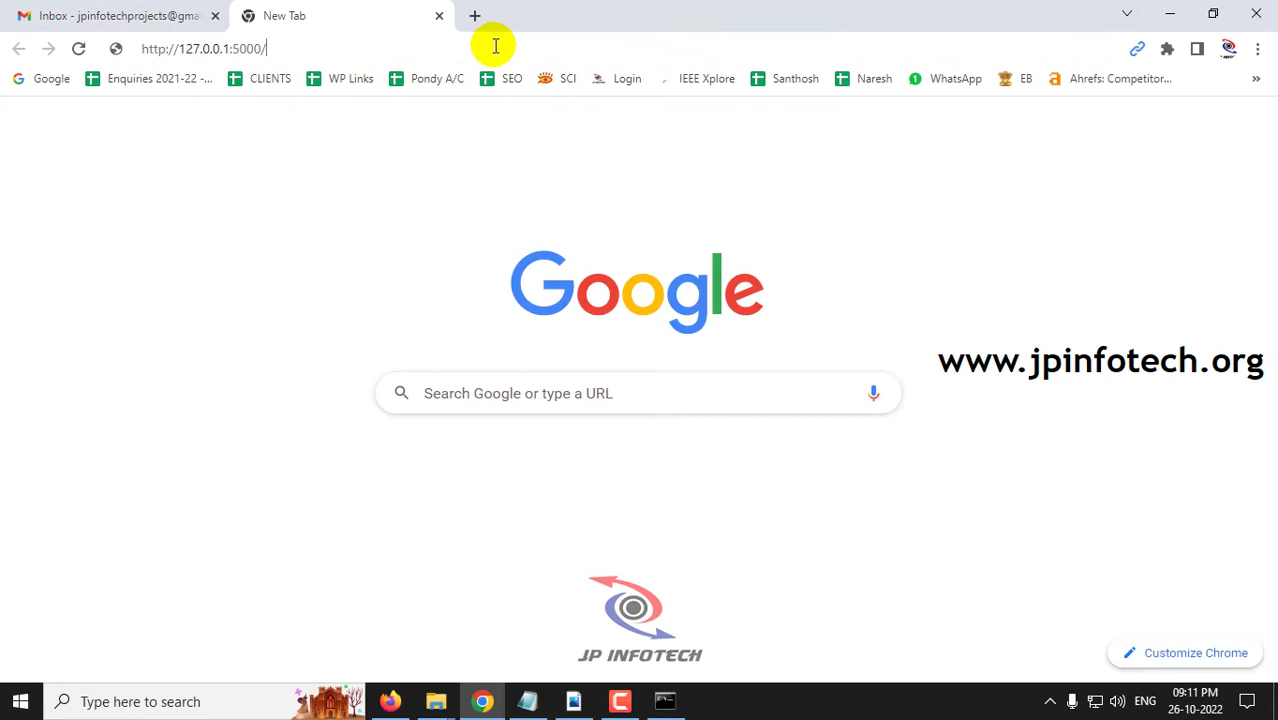 Inbox - jpinfotechprojects@gmai
New Tab
http://127.0.0.1:5000/
Google
Enquiries 2021-22 -...
CLIENTS
WP Links
Pondy A/C
SEO
SCI
Login
IEEE Xplore
Santhosh
Naresh
WhatsApp
EB
Ahrefs: Competitor...
»
Google
www.jpinfotech.org
Search Google or type a URL
JP INFOTECH
Customize Chrome
Type here to search
ENG
09:11 PM
26-10-2022